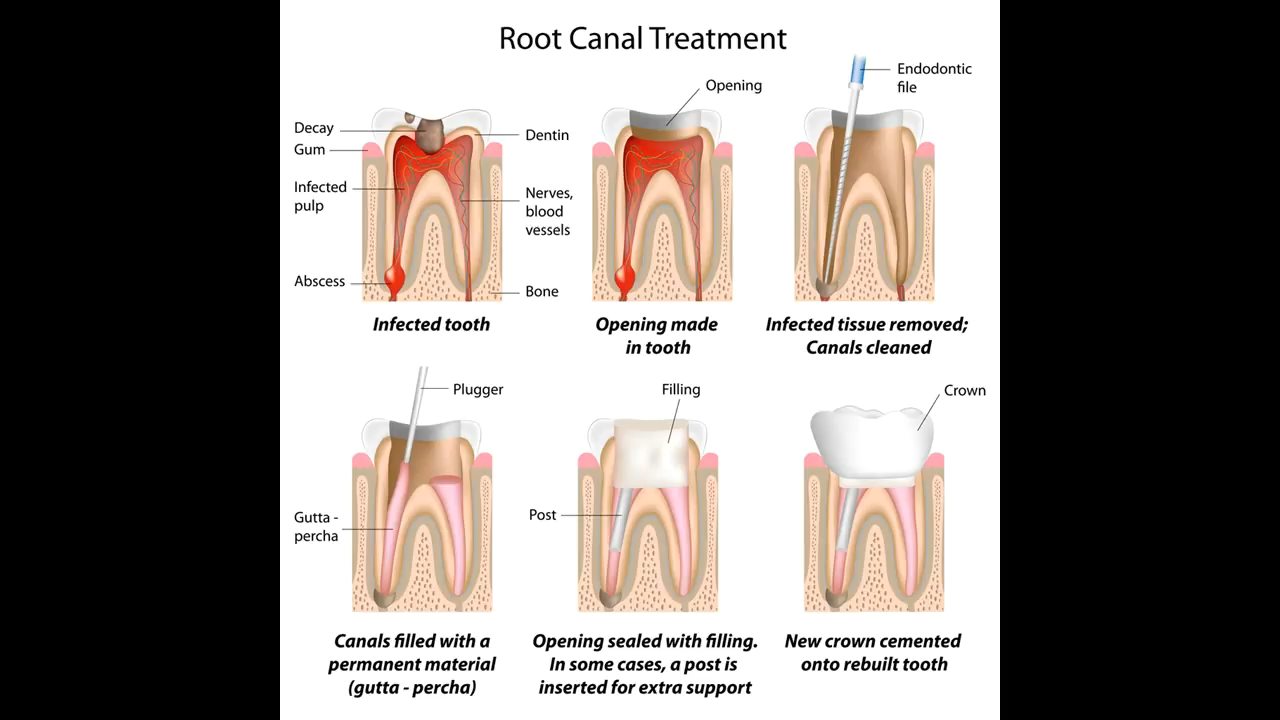 Root Canal Treatment
Decay
Gum
Infected
pulp
Abscess
Dentin
Nerves,
blood
vessels
Bone
Infected tooth
Opening
Opening made
in tooth
Endodontic
file
Infected tissue removed;
Canals cleaned
Plugger
Gutta -
percha
Canals filled with a
permanent material
(gutta - percha)
Filling
Post
Opening sealed with filling.
In some cases, a post is
inserted for extra support
Crown
New crown cemented
onto rebuilt tooth